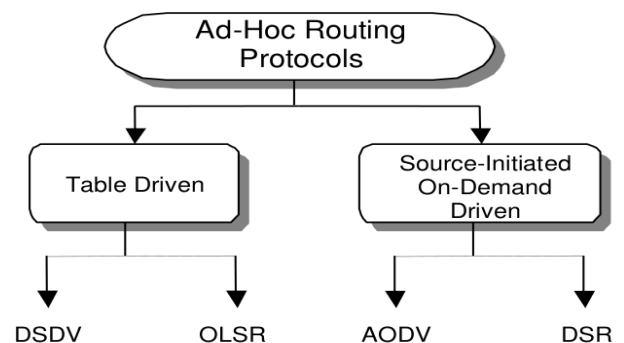 Ad-Hoc Routing
Protocols
Table Driven
Source-Initiated
On-Demand
Driven
DSDV
OLSR
AODV
DSR